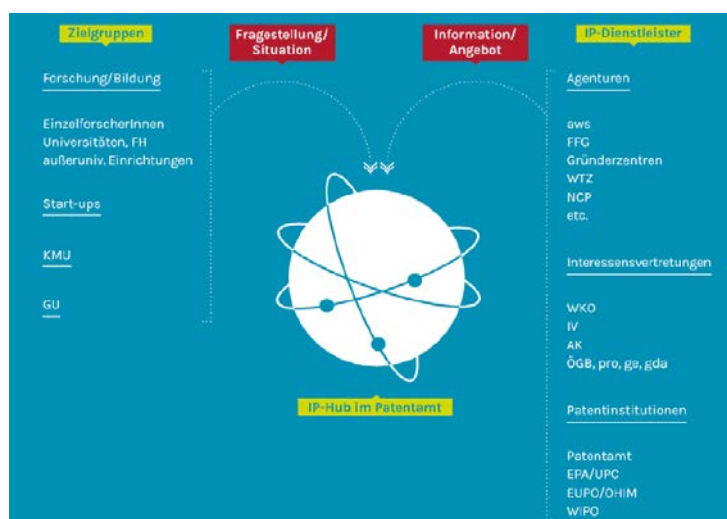 Zielgruppen
Fragestellung/
Situation
Information/
Angebot
IP-Dienstleister
Forschung/Bildung
EinzelforscherInnen
Universitäten, FH
außeruniv. Einrichtungen
Start-ups
KMU
GU
IP-Hub im Patentamt
Agenturen
aws
FFG
Gründerzentren
WTZ
NCP
etc.
Interessensvertretungen
WKO
IV
AK
ÖGB, pro, ge, gda
Patentinstitutionen
Patentamt
EPA/UPC
EUPO/OHIM
WIPO